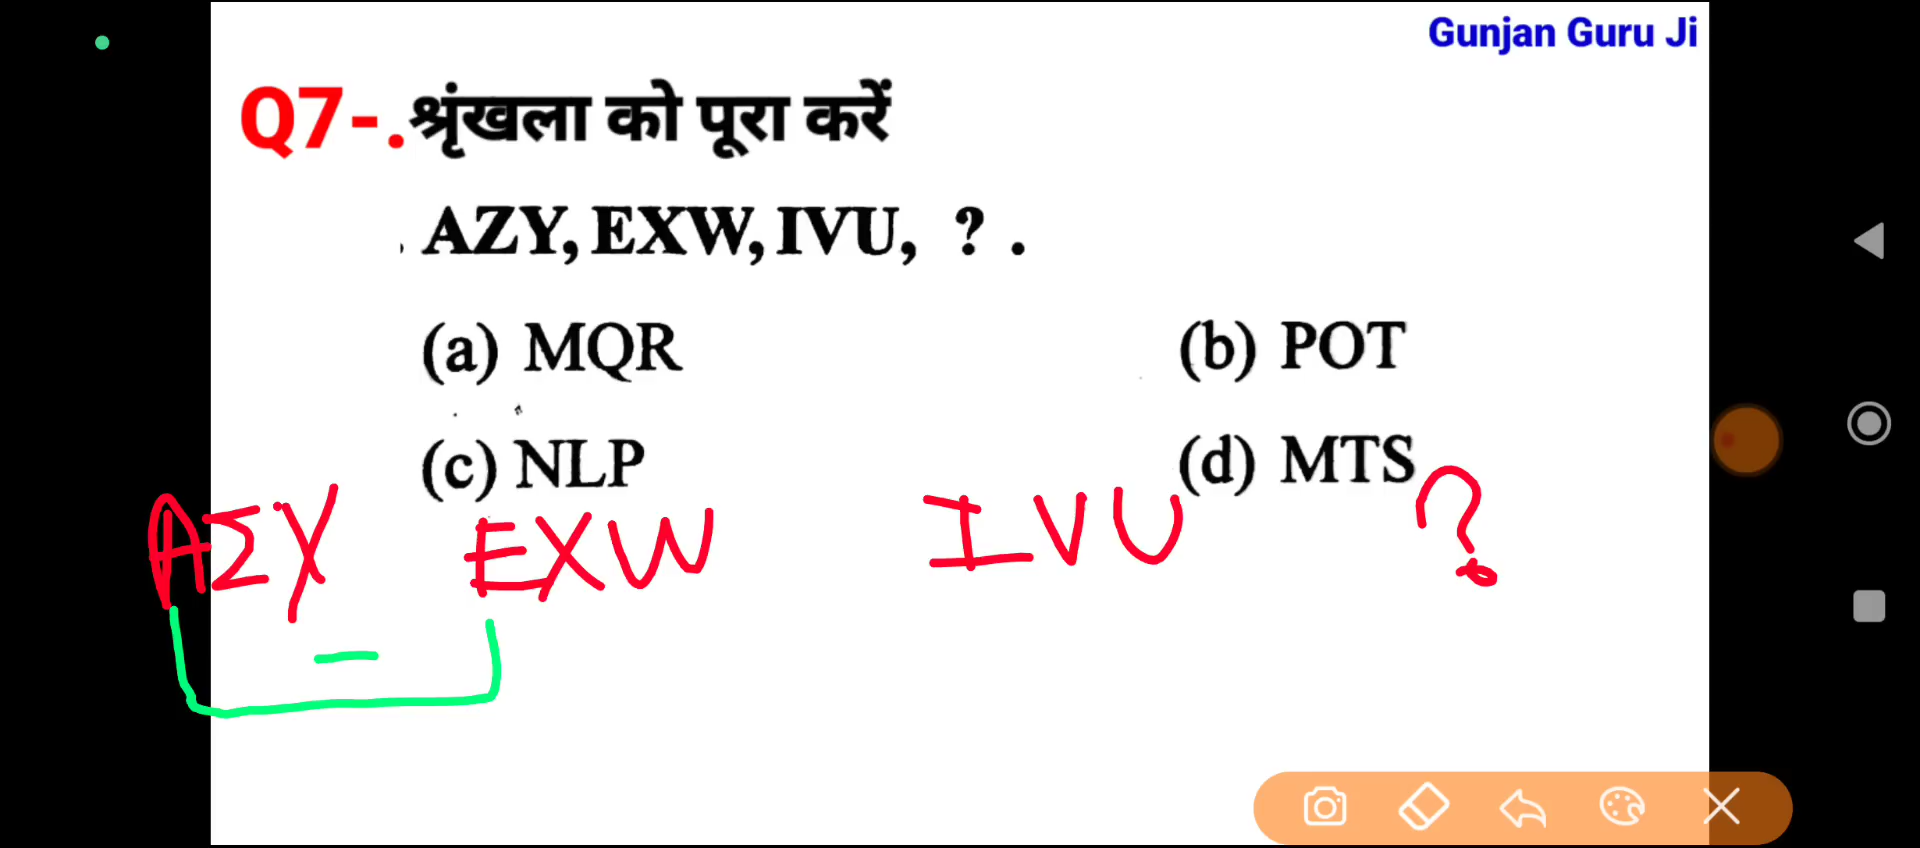 Gunjan Guru Ji
Q7-.श्रृंखला को पूरा करें
. AZY, EXW, IVU, ? .
(a) MQR
(b) POT
(c) NLP
(d) MTS
AZY EXW IVU ?